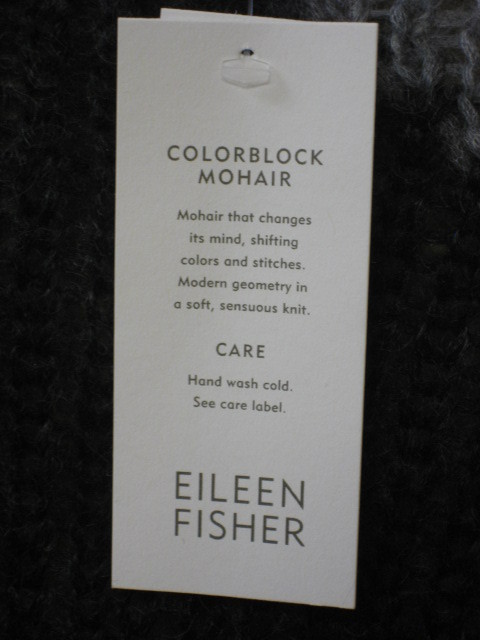 COLORBLOCK
MOHAIR
Mohair that changes
its mind, shifting
colors and stitches.
Modern geometry in
a soft, sensuous knit.
CARE
Hand wash cold.
See care label.
EILEEN
FISHER